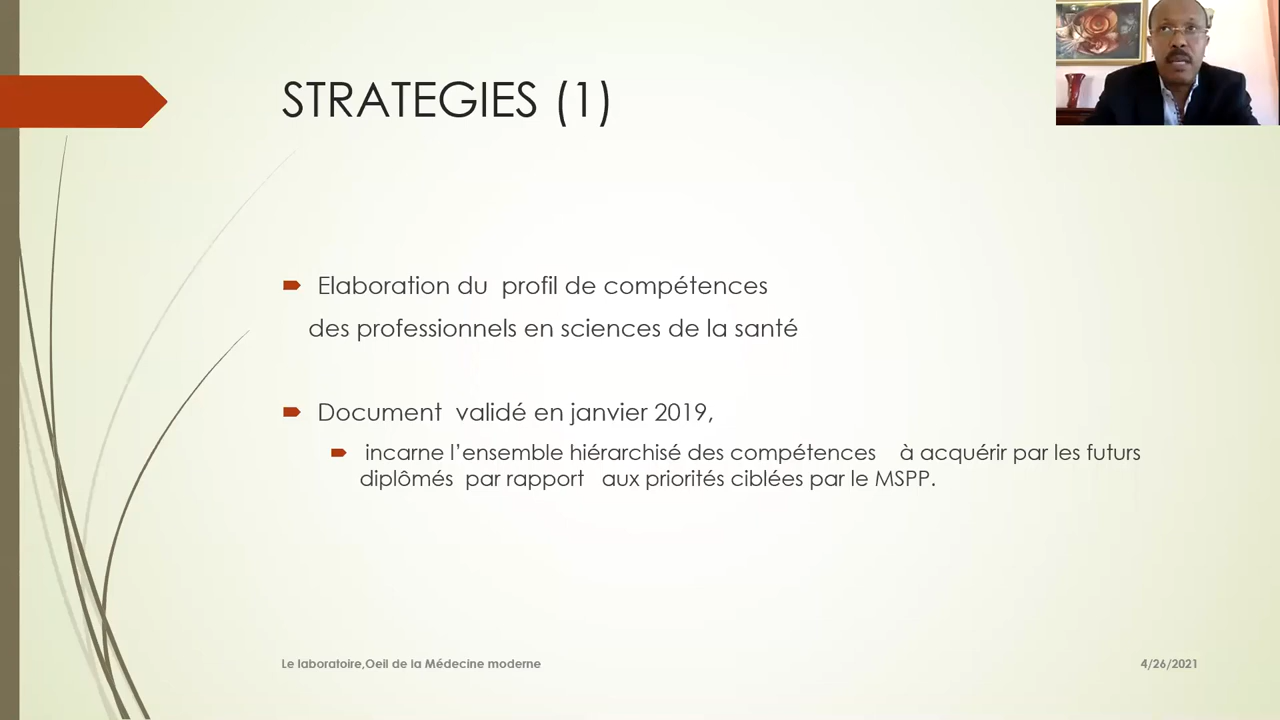 STRATEGIES (1)
Elaboration du profil de compétences
des professionnels en sciences de la santé
Document validé en janvier 2019,
incarne l’ensemble hiérarchisé des compétences à acquérir par les futurs
diplômés par rapport aux priorités ciblées par le MSPP.
Le laboratoire,Oeil de la Médecine moderne
4/26/2021